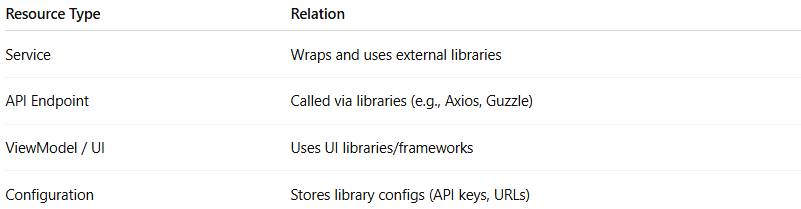 Resource Type Relation
Service Wraps and uses external libraries
API Endpoint Called via libraries (e.g., Axios, Guzzle)
ViewModel / UI Uses UI libraries/frameworks
Configuration Stores library configs (API keys, URLs)